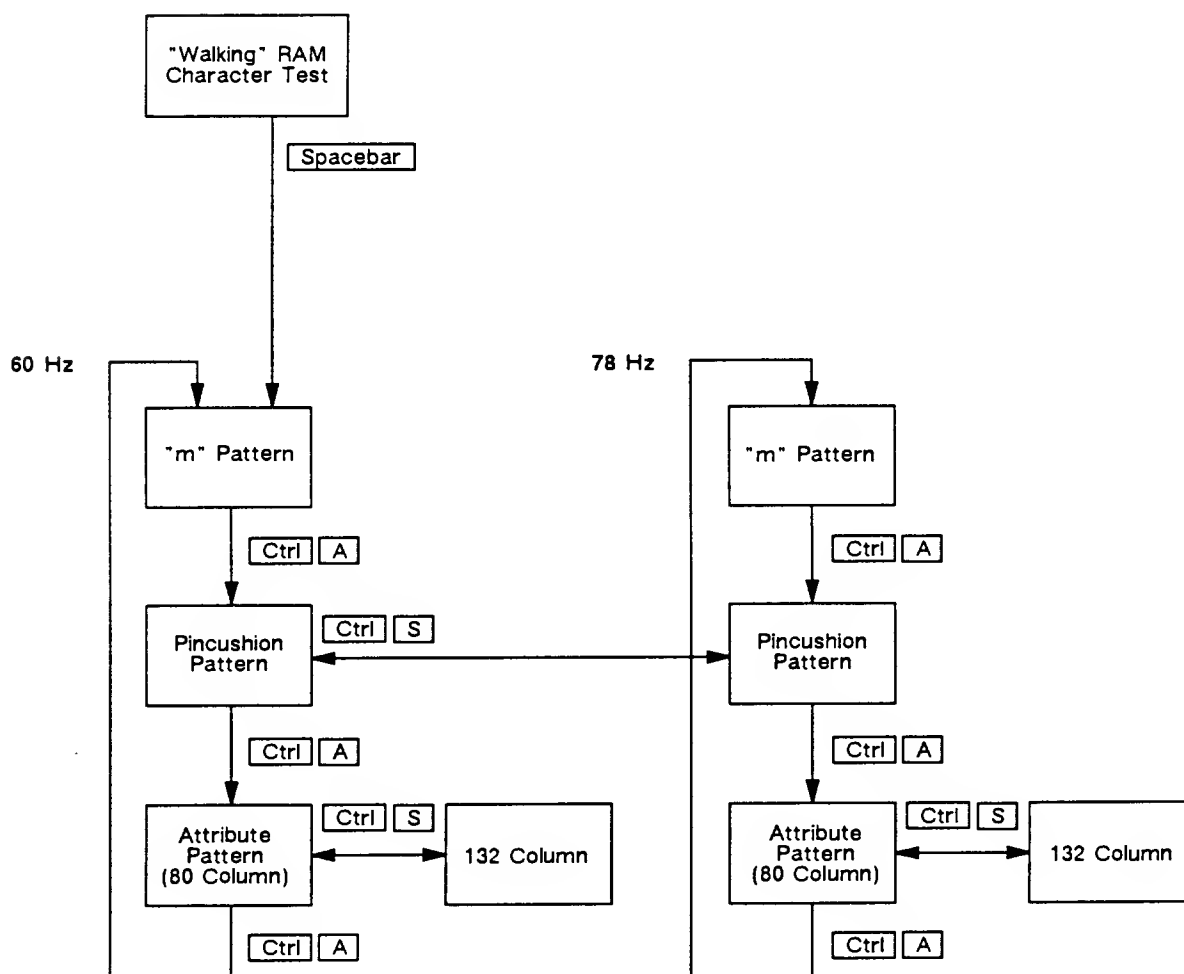 "Walking" RAM
Character Test
Spacebar
60 Hz
78 Hz
"m" Pattern
"m" Pattern
Ctrl A
Ctrl A
Pincushion
Pattern
Ctrl S
Pincushion
Pattern
Ctrl A
Ctrl A
Attribute
Pattern
(80 Column)
Ctrl S
132 Column
Attribute
Pattern
(80 Column)
Ctrl S
132 Column
Ctrl A
Ctrl A